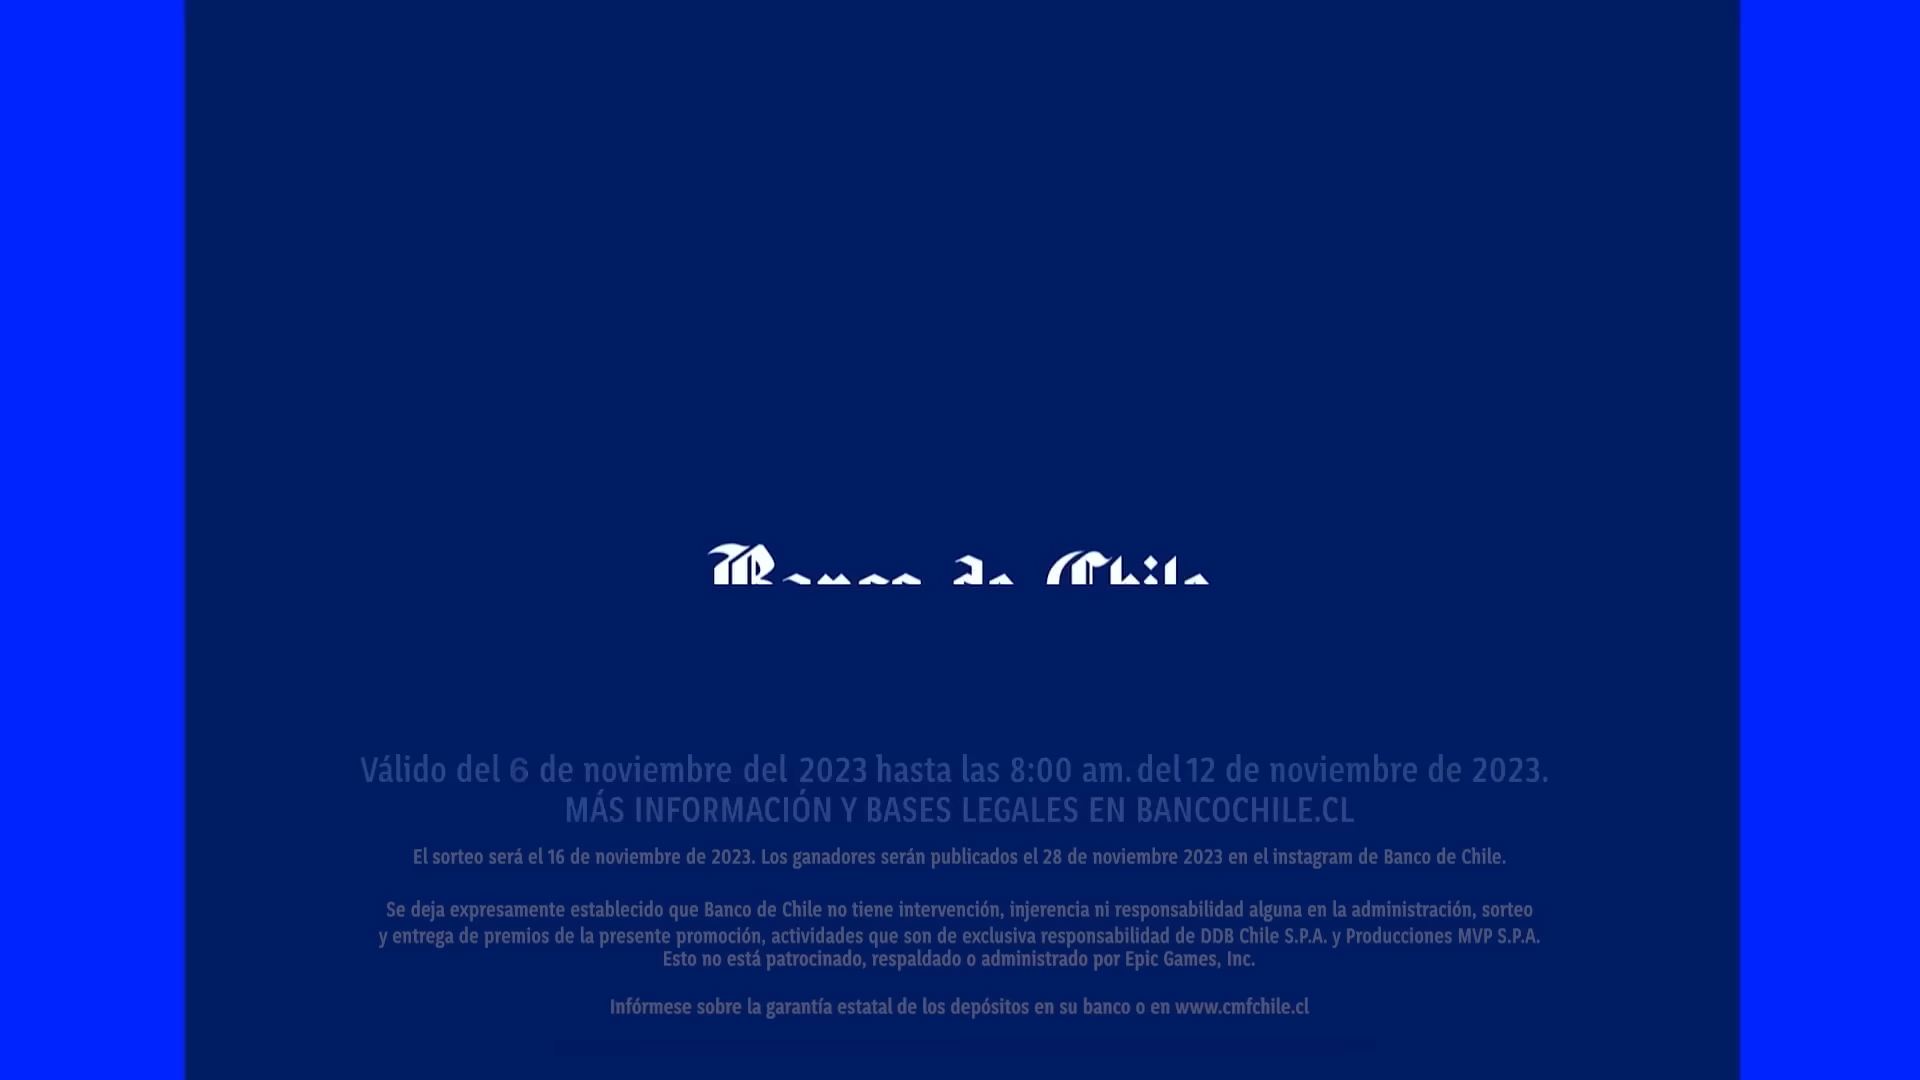 Banco de Chile
Válido del 6 de noviembre del 2023 hasta las 8:00 am. del 12 de noviembre de 2023.
MÁS INFORMACIÓN Y BASES LEGALES EN BANCOCHILE.CL
El sorteo será el 16 de noviembre de 2023. Los ganadores serán publicados el 28 de noviembre 2023 en el instagram de Banco de Chile.
Se deja expresamente establecido que Banco de Chile no tiene intervención, injerencia ni responsabilidad alguna en la administración, sorteo
y entrega de premios de la presente promoción, actividades que son de exclusiva responsabilidad de DDB Chile S.P.A. y Producciones MVP S.P.A.
Esto no está patrocinado, respaldado o administrado por Epic Games, Inc.
Infórmese sobre la garantía estatal de los depósitos en su banco o en www.cmfchile.cl